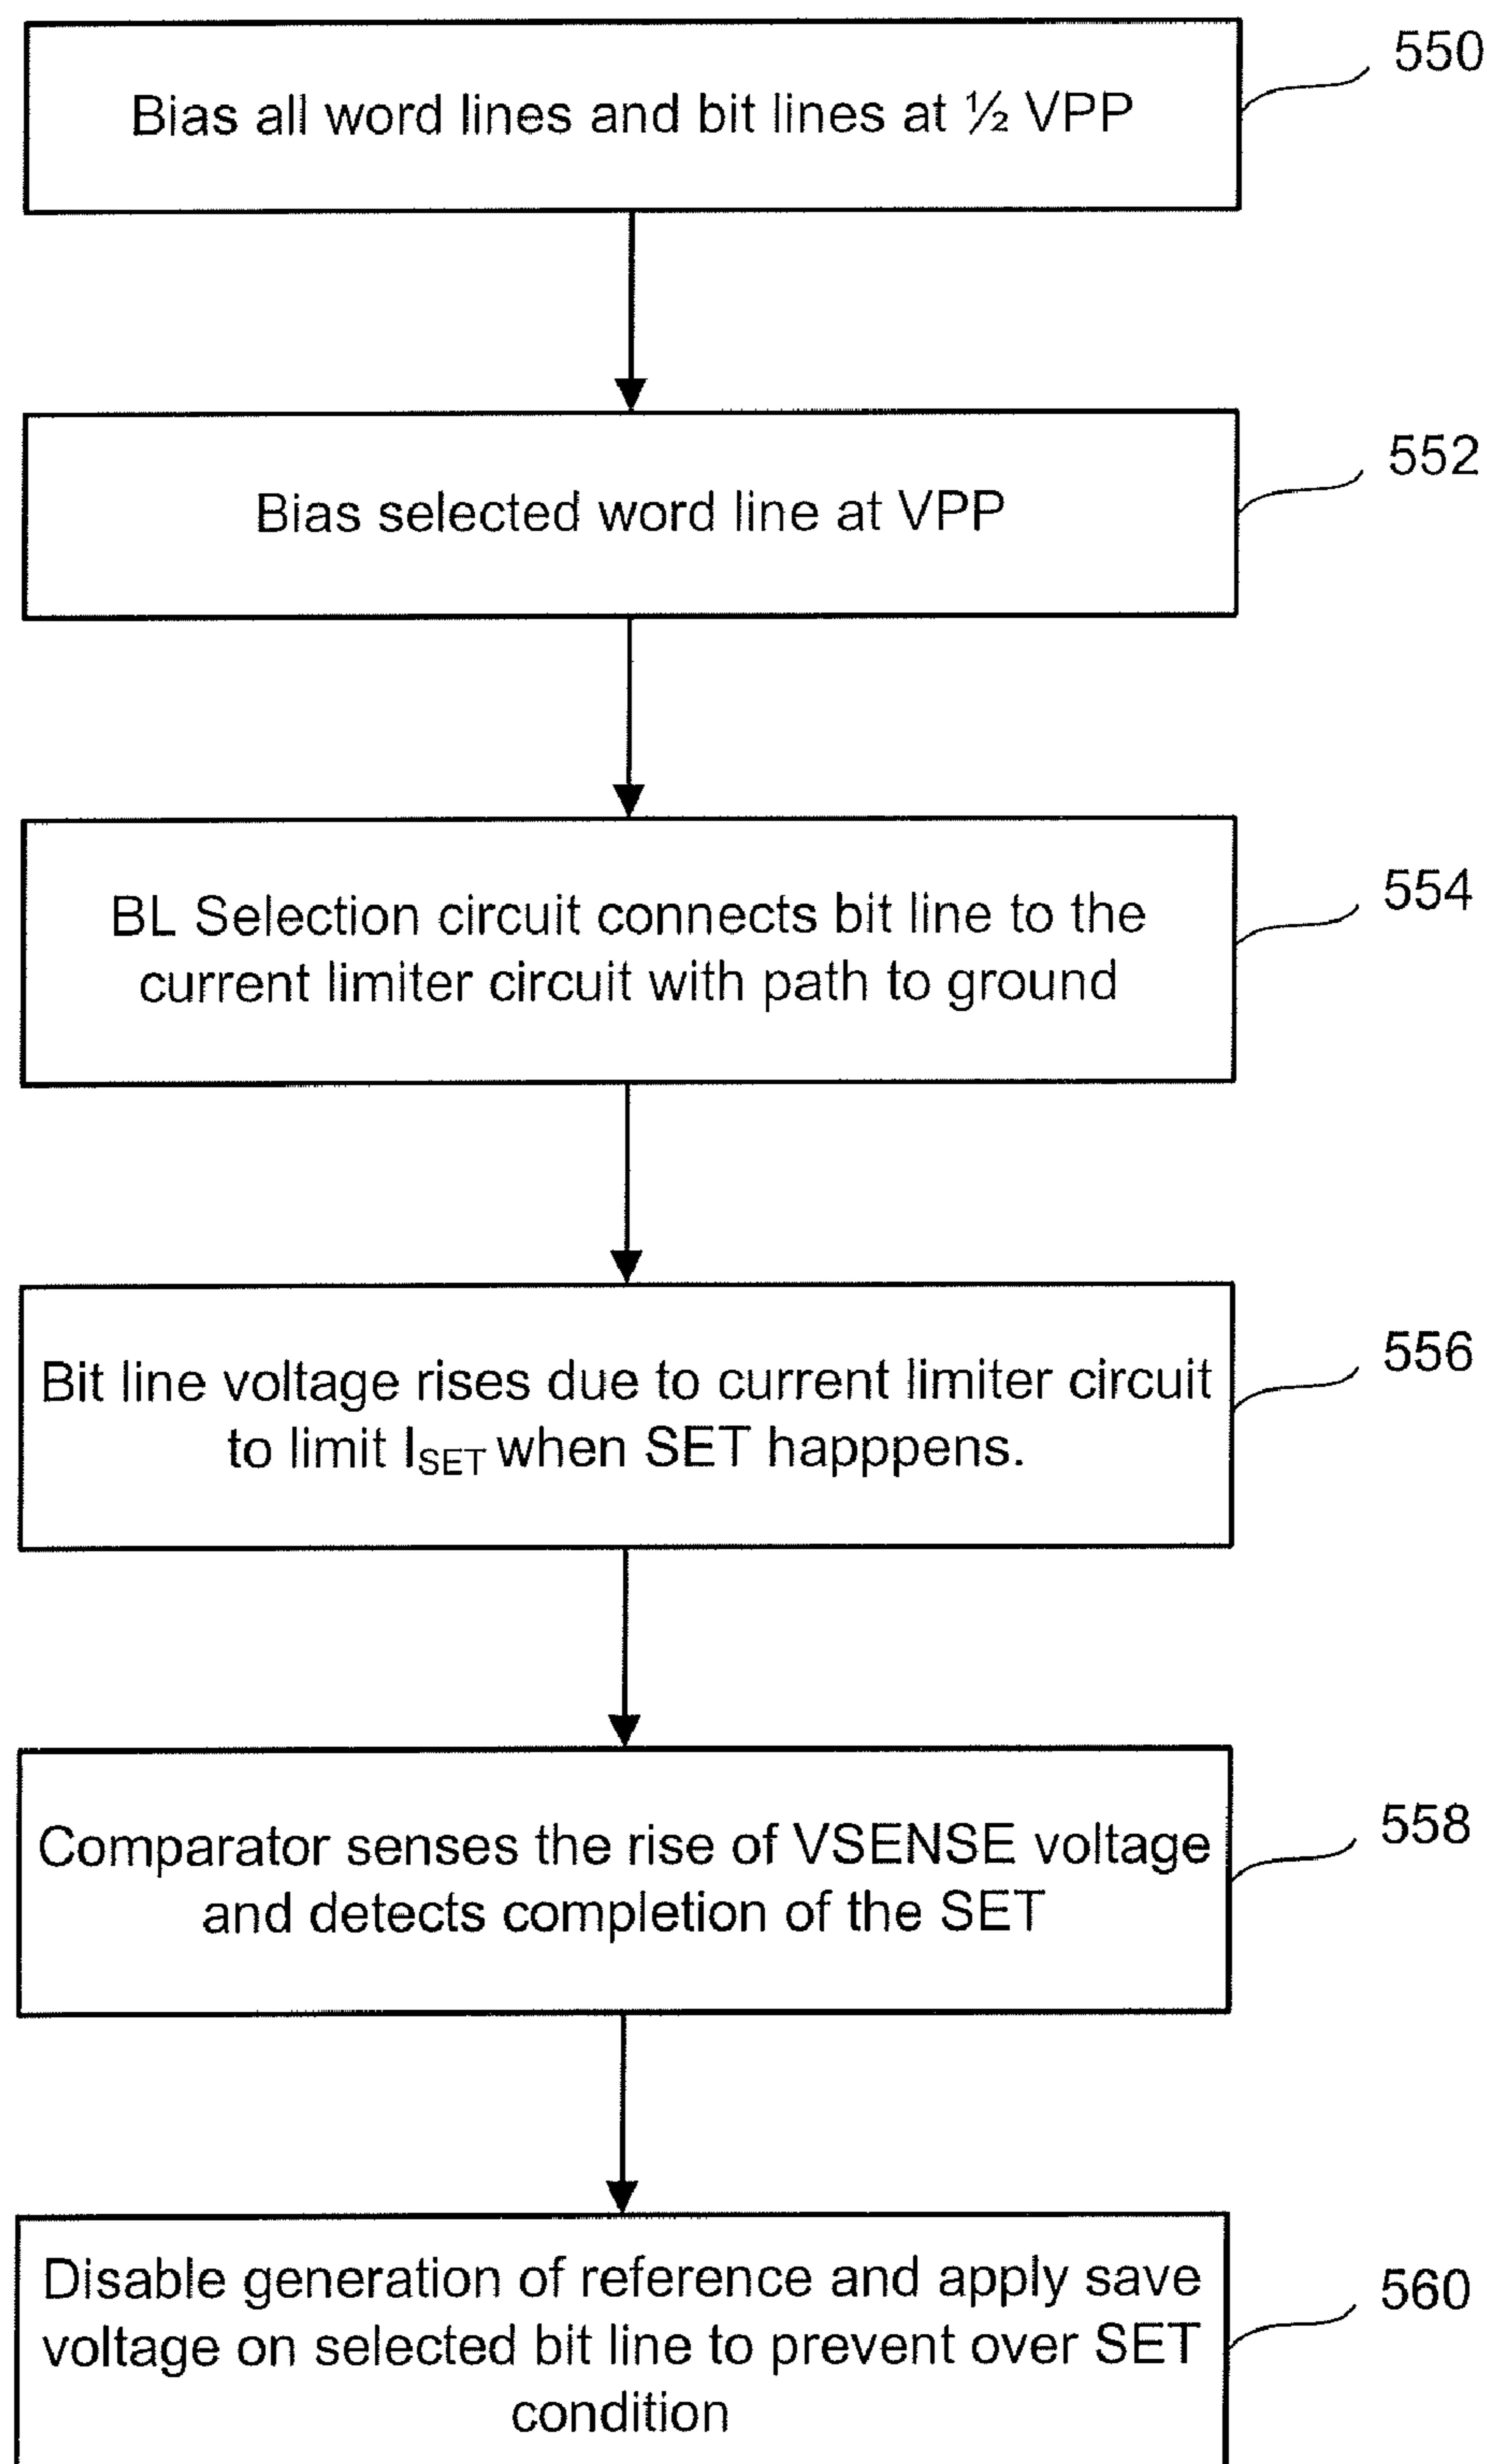 550
Bias all word lines and bit lines at ½ VPP
552
Bias selected word line at VPP
554
BL Selection circuit connects bit line to the
current limiter circuit with path to ground
556
Bit line voltage rises due to current limiter circuit
to limit ISET when SET happpens.
558
Comparator senses the rise of VSENSE voltage
and detects completion of the SET
560
Disable generation of reference and apply save
voltage on selected bit line to prevent over SET
condition